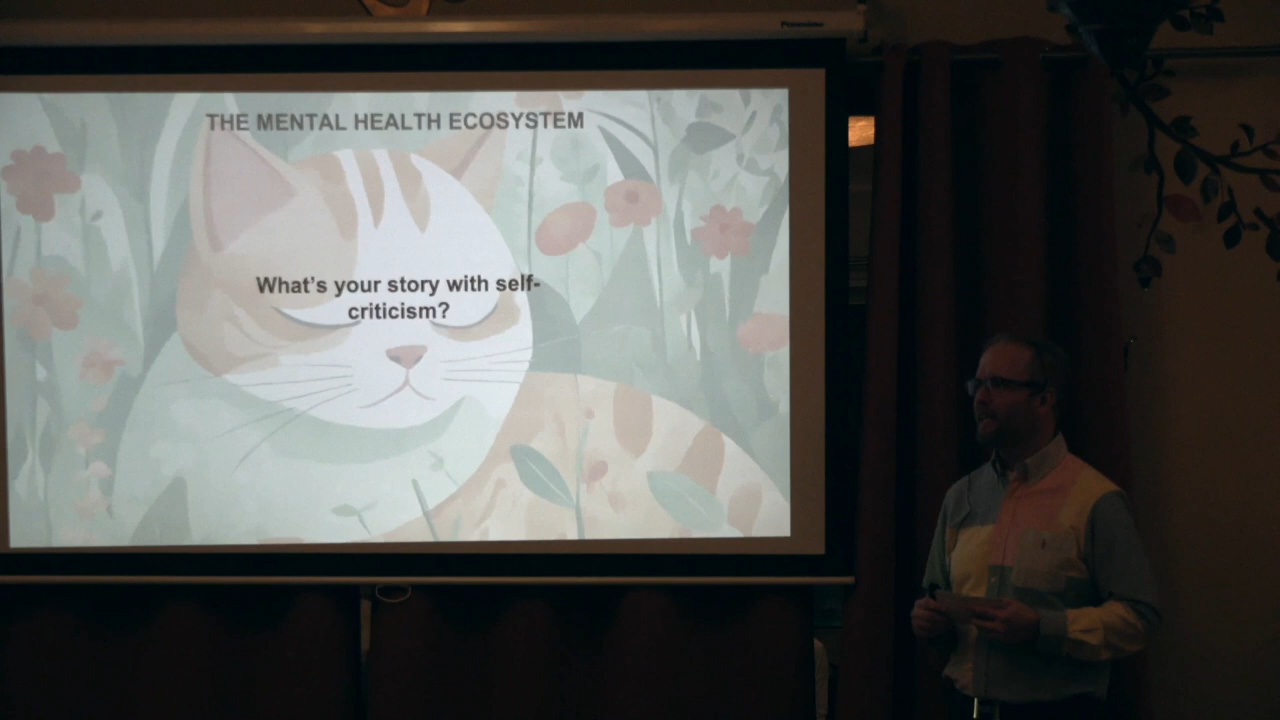 THE MENTAL HEALTH ECOSYSTEM
What's your story with self-
criticism?